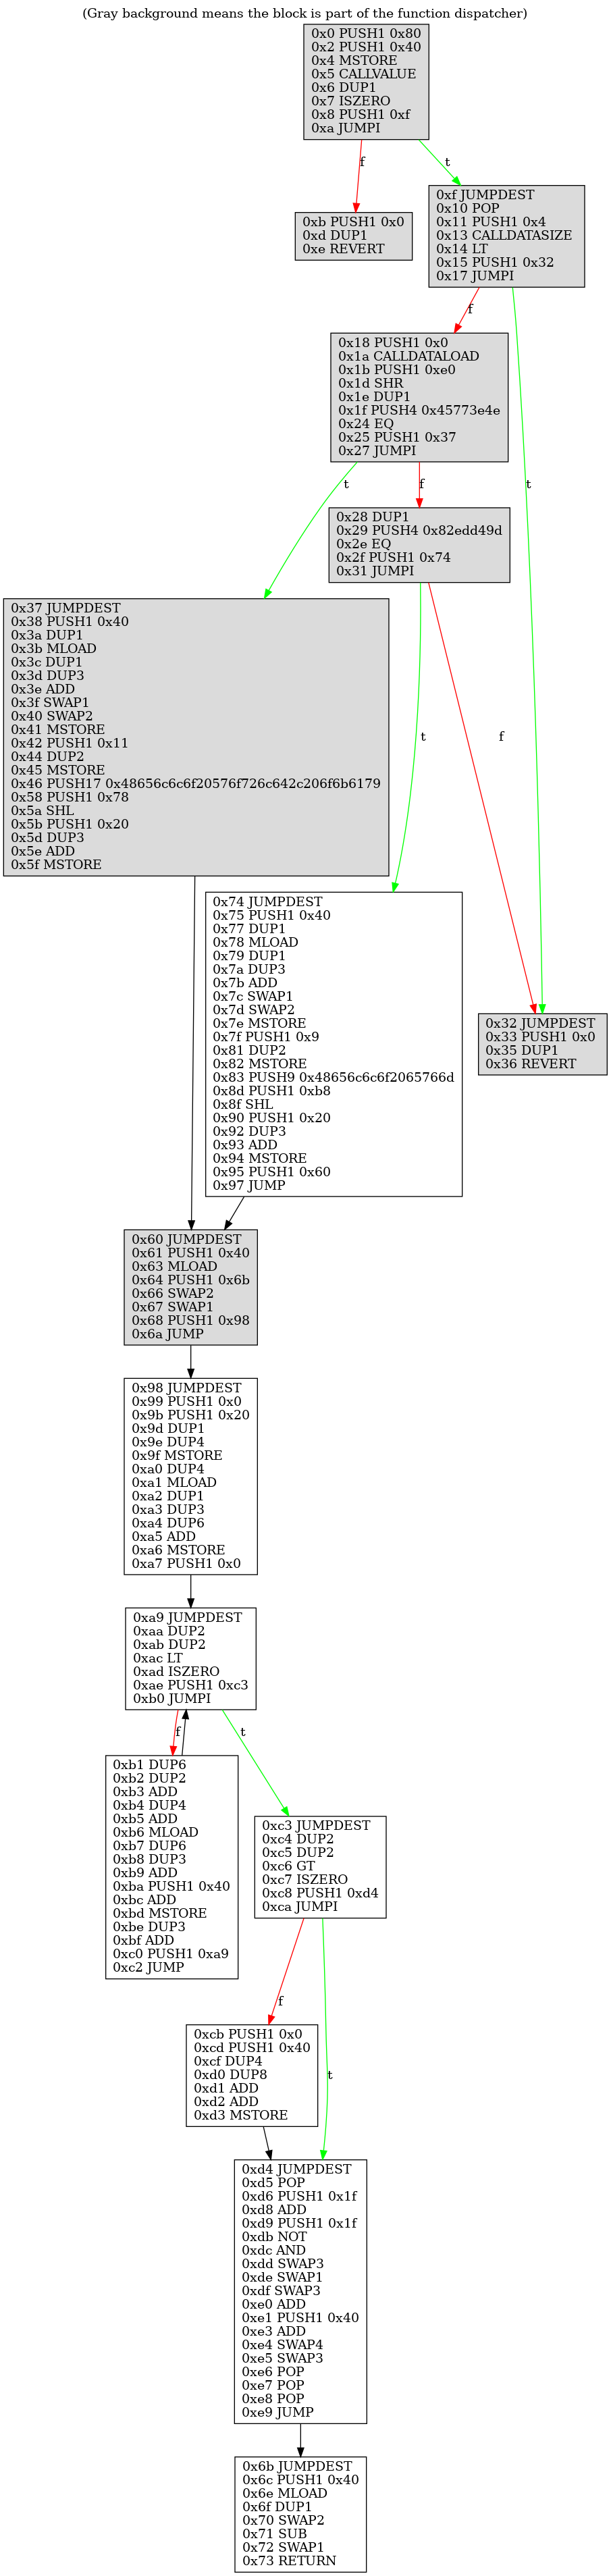 (Gray background means the block is part of the function dispatcher)
0x0 PUSH1 0x80
0x2 PUSH1 0x40
0x4 MSTORE
0x5 CALLVALUE
0x6 DUP1
0x7 ISZERO
0x8 PUSH1 0xf
0xa JUMPI
f
t
0xb PUSH1 0x0
0xd DUP1
0xe REVERT
0xf JUMPDEST
0x10 POP
0x11 PUSH1 0x4
0x13 CALLDATASIZE
0x14 LT
0x15 PUSH1 0x32
0x17 JUMPI
f
t
0x18 PUSH1 0x0
0x1a CALLDATALOAD
0x1b PUSH1 0xe0
0x1d SHR
0x1e DUP1
0x1f PUSH4 0x45773e4e
0x24 EQ
0x25 PUSH1 0x37
0x27 JUMPI
t
f
0x28 DUP1
0x29 PUSH4 0x82edd49d
0x2e EQ
0x2f PUSH1 0x74
0x31 JUMPI
t
f
0x37 JUMPDEST
0x38 PUSH1 0x40
0x3a DUP1
0x3b MLOAD
0x3c DUP1
0x3d DUP3
0x3e ADD
0x3f SWAP1
0x40 SWAP2
0x41 MSTORE
0x42 PUSH1 0x11
0x44 DUP2
0x45 MSTORE
0x46 PUSH17 0x48656c6c6f20576f726c642c206f6b6179
0x58 PUSH1 0x78
0x5a SHL
0x5b PUSH1 0x20
0x5d DUP3
0x5e ADD
0x5f MSTORE
0x74 JUMPDEST
0x75 PUSH1 0x40
0x77 DUP1
0x78 MLOAD
0x79 DUP1
0x7a DUP3
0x7b ADD
0x7c SWAP1
0x7d SWAP2
0x7e MSTORE
0x7f PUSH1 0x9
0x81 DUP2
0x82 MSTORE
0x83 PUSH9 0x48656c6c6f2065766d
0x8d PUSH1 0xb8
0x8f SHL
0x90 PUSH1 0x20
0x92 DUP3
0x93 ADD
0x94 MSTORE
0x95 PUSH1 0x60
0x97 JUMP
0x32 JUMPDEST
0x33 PUSH1 0x0
0x35 DUP1
0x36 REVERT
0x60 JUMPDEST
0x61 PUSH1 0x40
0x63 MLOAD
0x64 PUSH1 0x6b
0x66 SWAP2
0x67 SWAP1
0x68 PUSH1 0x98
0x6a JUMP
0x98 JUMPDEST
0x99 PUSH1 0x0
0x9b PUSH1 0x20
0x9d DUP1
0x9e DUP4
0x9f MSTORE
0xa0 DUP4
0xa1 MLOAD
0xa2 DUP1
0xa3 DUP3
0xa4 DUP6
0xa5 ADD
0xa6 MSTORE
0xa7 PUSH1 0x0
0xa9 JUMPDEST
0xaa DUP2
0xab DUP2
0xac LT
0xad ISZERO
0xae PUSH1 0xc3
0xb0 JUMPI
f
t
0xb1 DUP6
0xb2 DUP2
0xb3 ADD
0xb4 DUP4
0xb5 ADD
0xb6 MLOAD
0xb7 DUP6
0xb8 DUP3
0xb9 ADD
0xba PUSH1 0x40
0xbc ADD
0xbd MSTORE
0xbe DUP3
0xbf ADD
0xc0 PUSH1 0xa9
0xc2 JUMP
0xc3 JUMPDEST
0xc4 DUP2
0xc5 DUP2
0xc6 GT
0xc7 ISZERO
0xc8 PUSH1 0xd4
0xca JUMPI
f
t
0xcb PUSH1 0x0
0xcd PUSH1 0x40
0xcf DUP4
0xd0 DUP8
0xd1 ADD
0xd2 ADD
0xd3 MSTORE
0xd4 JUMPDEST
0xd5 POP
0xd6 PUSH1 0x1f
0xd8 ADD
0xd9 PUSH1 0x1f
0xdb NOT
0xdc AND
0xdd SWAP3
0xde SWAP1
0xdf SWAP3
0xe0 ADD
0xe1 PUSH1 0x40
0xe3 ADD
0xe4 SWAP4
0xe5 SWAP3
0xe6 POP
0xe7 POP
0xe8 POP
0xe9 JUMP
0x6b JUMPDEST
0x6c PUSH1 0x40
0x6e MLOAD
0x6f DUP1
0x70 SWAP2
0x71 SUB
0x72 SWAP1
0x73 RETURN